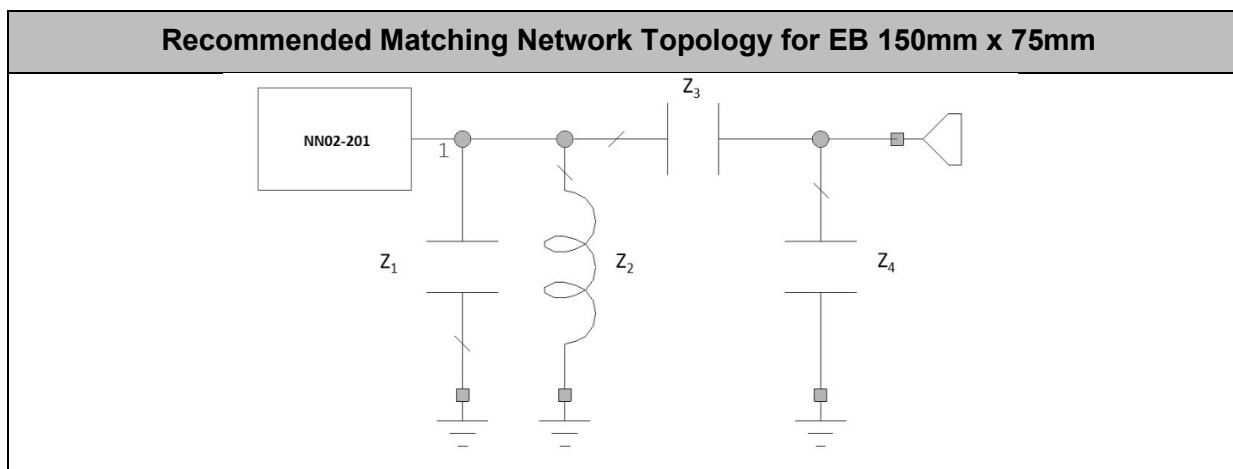 Recommended Matching Network Topology for EB 150mm x 75mm
Z₃
NN02-201
1
Z₁
Z₂
Z₄